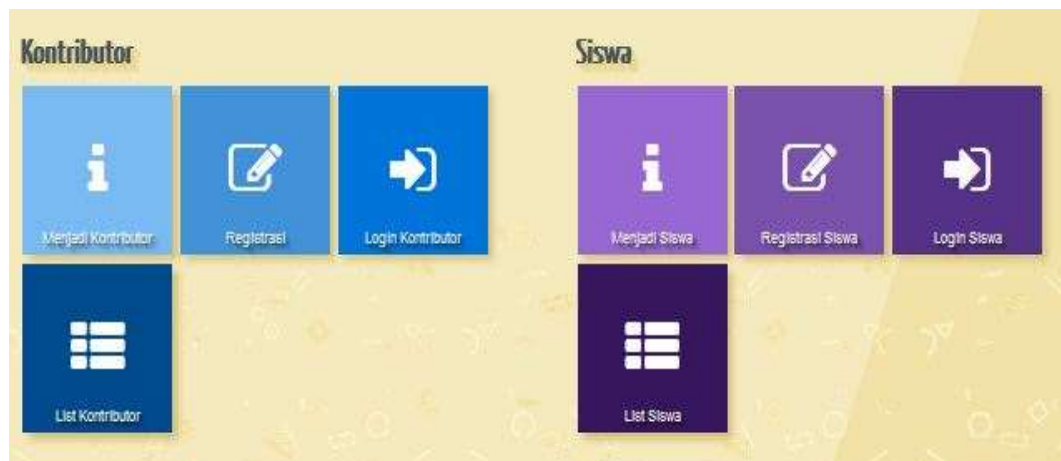 Kontributor
Siswa
Menjadi Kontributor
Registrasi
Login Kontributor
Menjadi Siswa
Registrasi Siswa
Login Siswa
List Kontributor
List Siswa